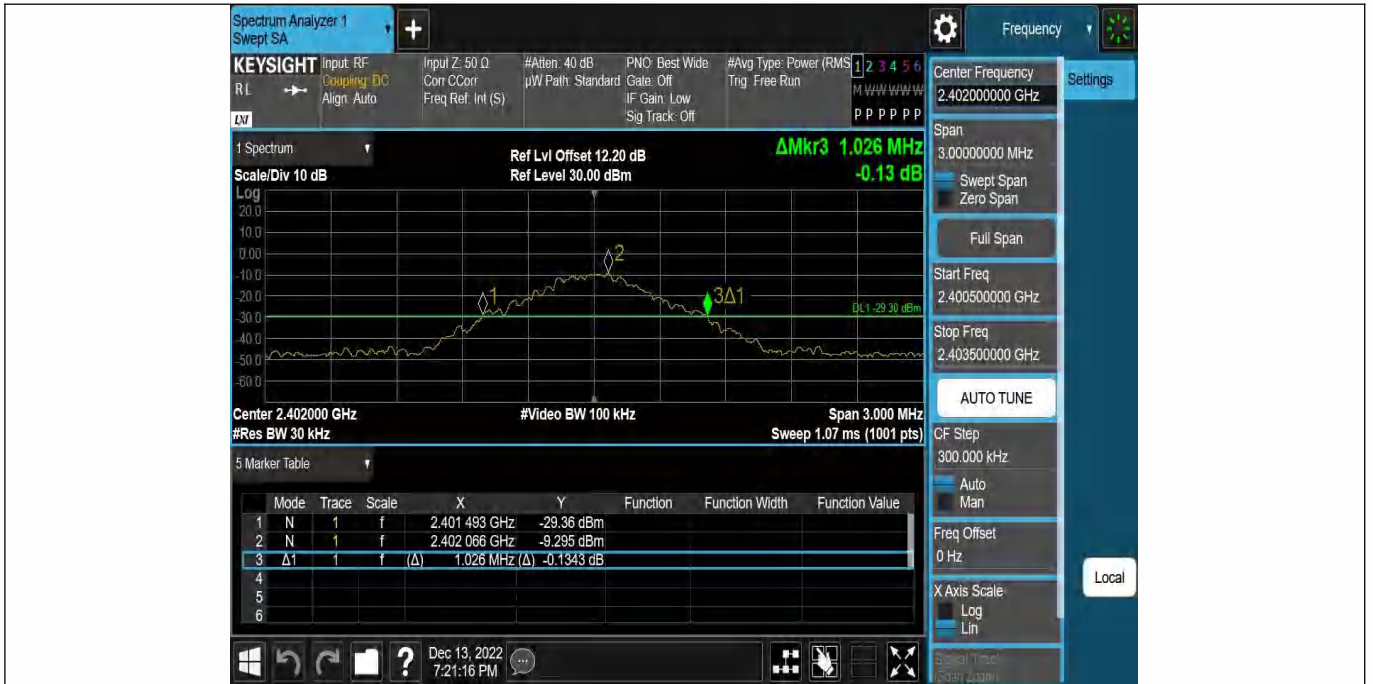 Spectrum Analyzer 1
Swept SA
+
Frequency
KEYSIGHT
RL
LXI
Input: RF
Coupling: DC
Align: Auto
Input Z: 50 Ω
Corr CCorr
Freq Ref: Int (S)
#Atten: 40 dB
µW Path: Standard
PNO: Best Wide
Gate: Off
IF Gain: Low
Sig Track: Off
#Avg Type: Power (RMS
Trig: Free Run
1 2 3 4 5 6
M W W W W W
P P P P P P
1 Spectrum
Scale/Div 10 dB
Ref Lvl Offset 12.20 dB
Ref Level 30.00 dBm
ΔMkr3 1.026 MHz
-0.13 dB
Log
20.0
10.0
0.00
-10.0
-20.0
-30.0
-40.0
-50.0
-60.0
1
2
3Δ1
DL1 -29.30 dBm
Center 2.402000 GHz
#Video BW 100 kHz
Span 3.000 MHz
#Res BW 30 kHz
Sweep 1.07 ms (1001 pts)
5 Marker Table
Mode Trace Scale X Y Function Function Width Function Value
1 N 1 f 2.401 493 GHz -29.36 dBm
2 N 1 f 2.402 066 GHz -9.295 dBm
3 Δ1 1 f (Δ) 1.026 MHz (Δ) -0.1343 dB
4
5
6
?
Dec 13, 2022
7:21:16 PM
Center Frequency
2.402000000 GHz
Settings
Span
3.00000000 MHz
Swept Span
Zero Span
Full Span
Start Freq
2.400500000 GHz
Stop Freq
2.403500000 GHz
AUTO TUNE
CF Step
300.000 kHz
Auto
Man
Freq Offset
0 Hz
X Axis Scale
Log
Lin
Signal Track
(Span Zoom)
Local